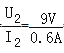 U₂/I₂ = 9V/0.6A